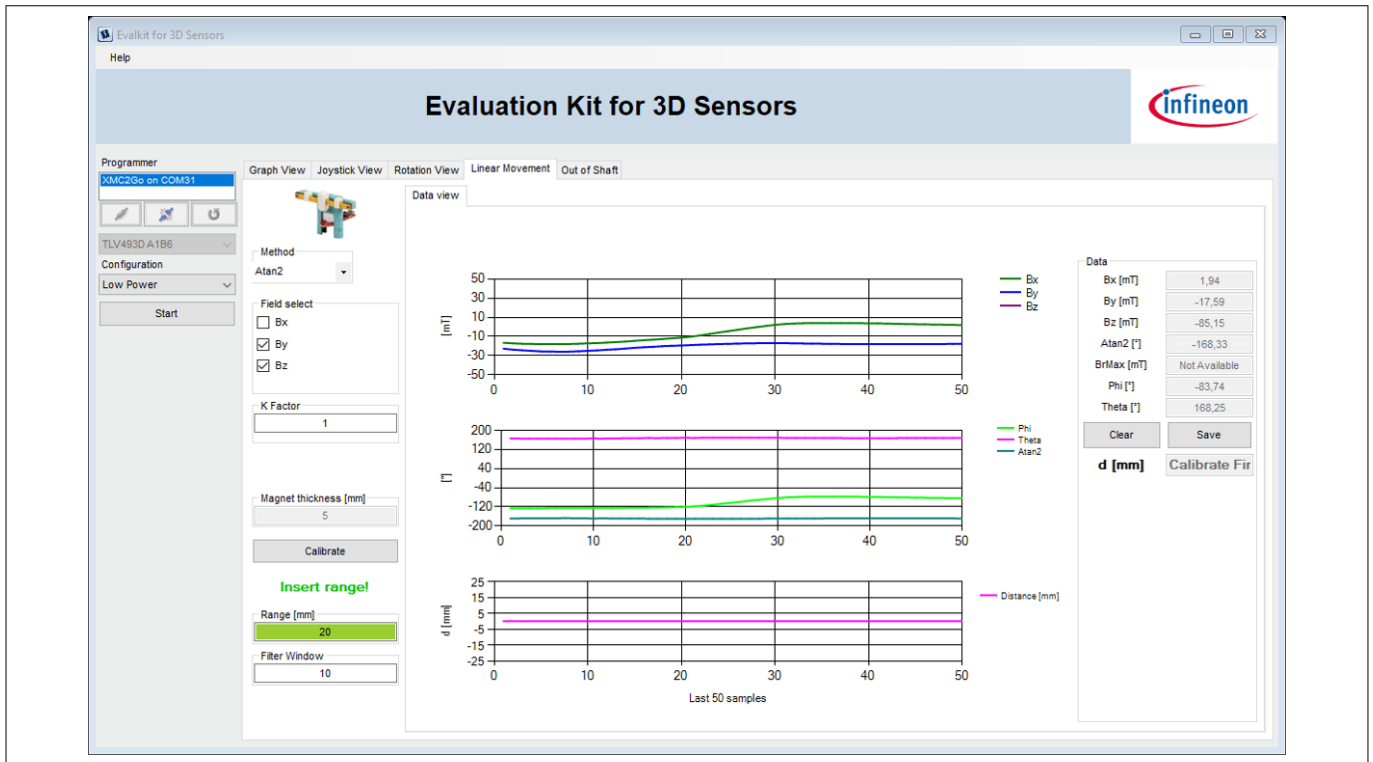 Evalkit for 3D Sensors
Help
Evaluation Kit for 3D Sensors
infineon
Programmer
XMC2Go on COM31
TLV493D A1B6
Configuration
Low Power
Start
Graph View Joystick View Rotation View Linear Movement Out of Shaft
Method
Atan2
Field select
Bx
By
Bz
K Factor
1
Magnet thickness [mm]
5
Calibrate
Insert range!
Range [mm]
20
Filter Window
10
Data view
[mT]
50
30
10
-10
-30
-50
0 10 20 30 40 50
Bx
By
Bz
[°]
200
120
40
-40
-120
-200
0 10 20 30 40 50
Phi
Theta
Atan2
d [mm]
25
15
5
-5
-15
-25
0 10 20 30 40 50
Distance [mm]
Last 50 samples
Data
Bx [mT] 1,94
By [mT] -17,59
Bz [mT] -85,15
Atan2 [°] -168,33
BrMax [mT] Not Available
Phi [°] -83,74
Theta [°] 168,25
Clear Save
d [mm] Calibrate Fir